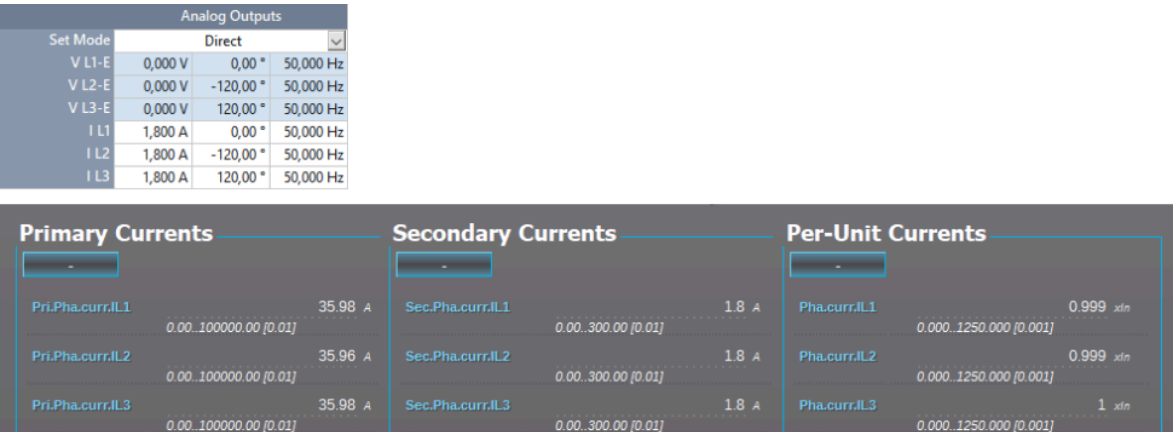 Analog Outputs
Set Mode Direct
V L1-E 0,000 V 0,00 ° 50,000 Hz
V L2-E 0,000 V -120,00 ° 50,000 Hz
V L3-E 0,000 V 120,00 ° 50,000 Hz
I L1 1,800 A 0,00 ° 50,000 Hz
I L2 1,800 A -120,00 ° 50,000 Hz
I L3 1,800 A 120,00 ° 50,000 Hz
Primary Currents Secondary Currents Per-Unit Currents
- - -
Pri.Pha.curr.IL1 35.98 A Sec.Pha.curr.IL1 1.8 A Pha.curr.IL1 0.999 xIn
0.00..100000.00 [0.01] 0.00..300.00 [0.01] 0.000..1250.000 [0.001]
Pri.Pha.curr.IL2 35.96 A Sec.Pha.curr.IL2 1.8 A Pha.curr.IL2 0.999 xIn
0.00..100000.00 [0.01] 0.00..300.00 [0.01] 0.000..1250.000 [0.001]
Pri.Pha.curr.IL3 35.98 A Sec.Pha.curr.IL3 1.8 A Pha.curr.IL3 1 xIn
0.00..100000.00 [0.01] 0.00..300.00 [0.01] 0.000..1250.000 [0.001]